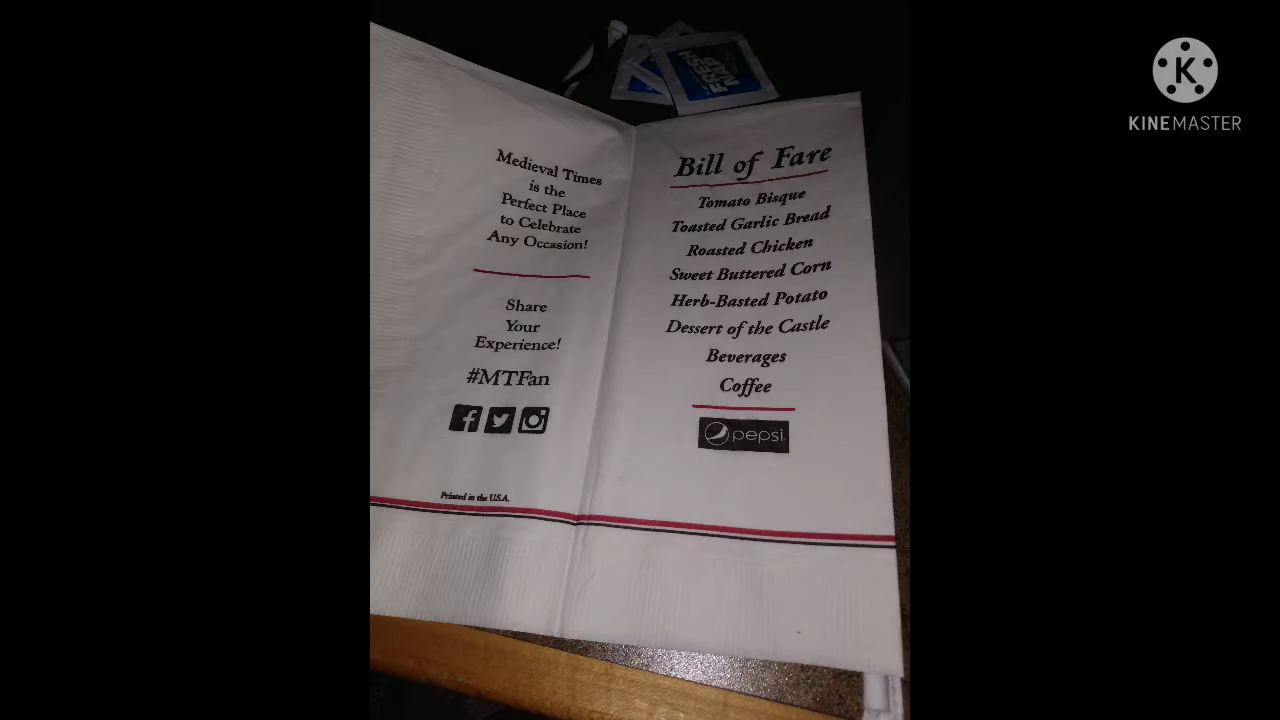 FRESH
NAP
Medieval Times
is the
Perfect Place
to Celebrate
Any Occasion!
Share
Your
Experience!
#MTFan
Printed in the U.S.A.
Bill of Fare
Tomato Bisque
Toasted Garlic Bread
Roasted Chicken
Sweet Buttered Corn
Herb-Basted Potato
Dessert of the Castle
Beverages
Coffee
pepsi
K
KINEMASTER